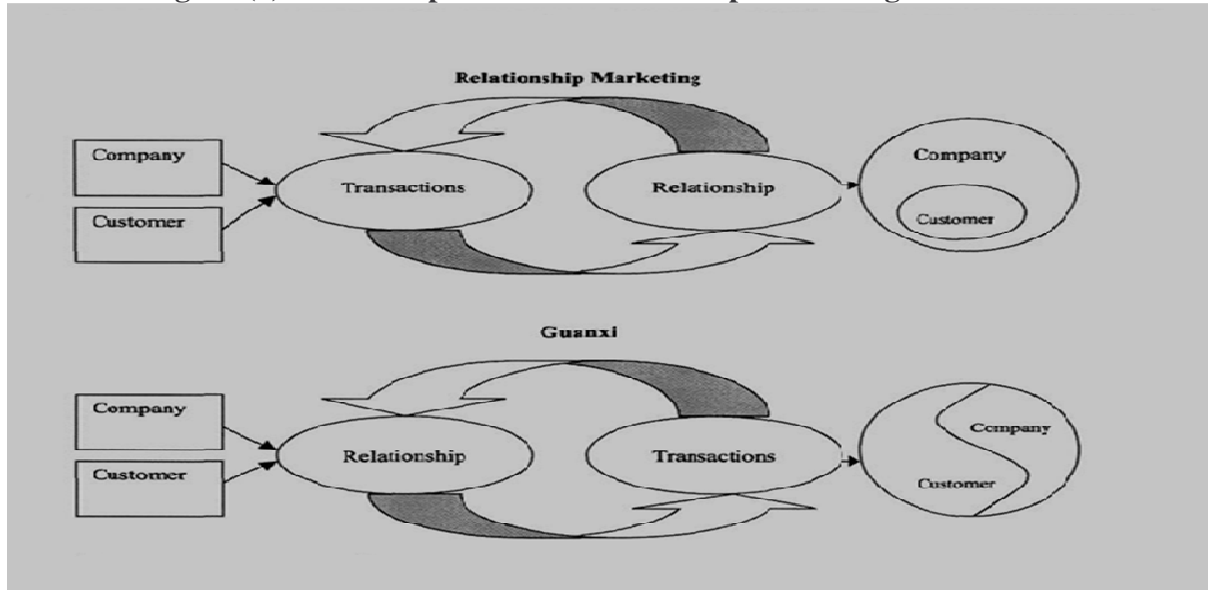 Relationship Marketing
Company
Customer
Transactions
Relationship
Company
Customer
Guanxi
Company
Customer
Relationship
Transactions
Company
Customer